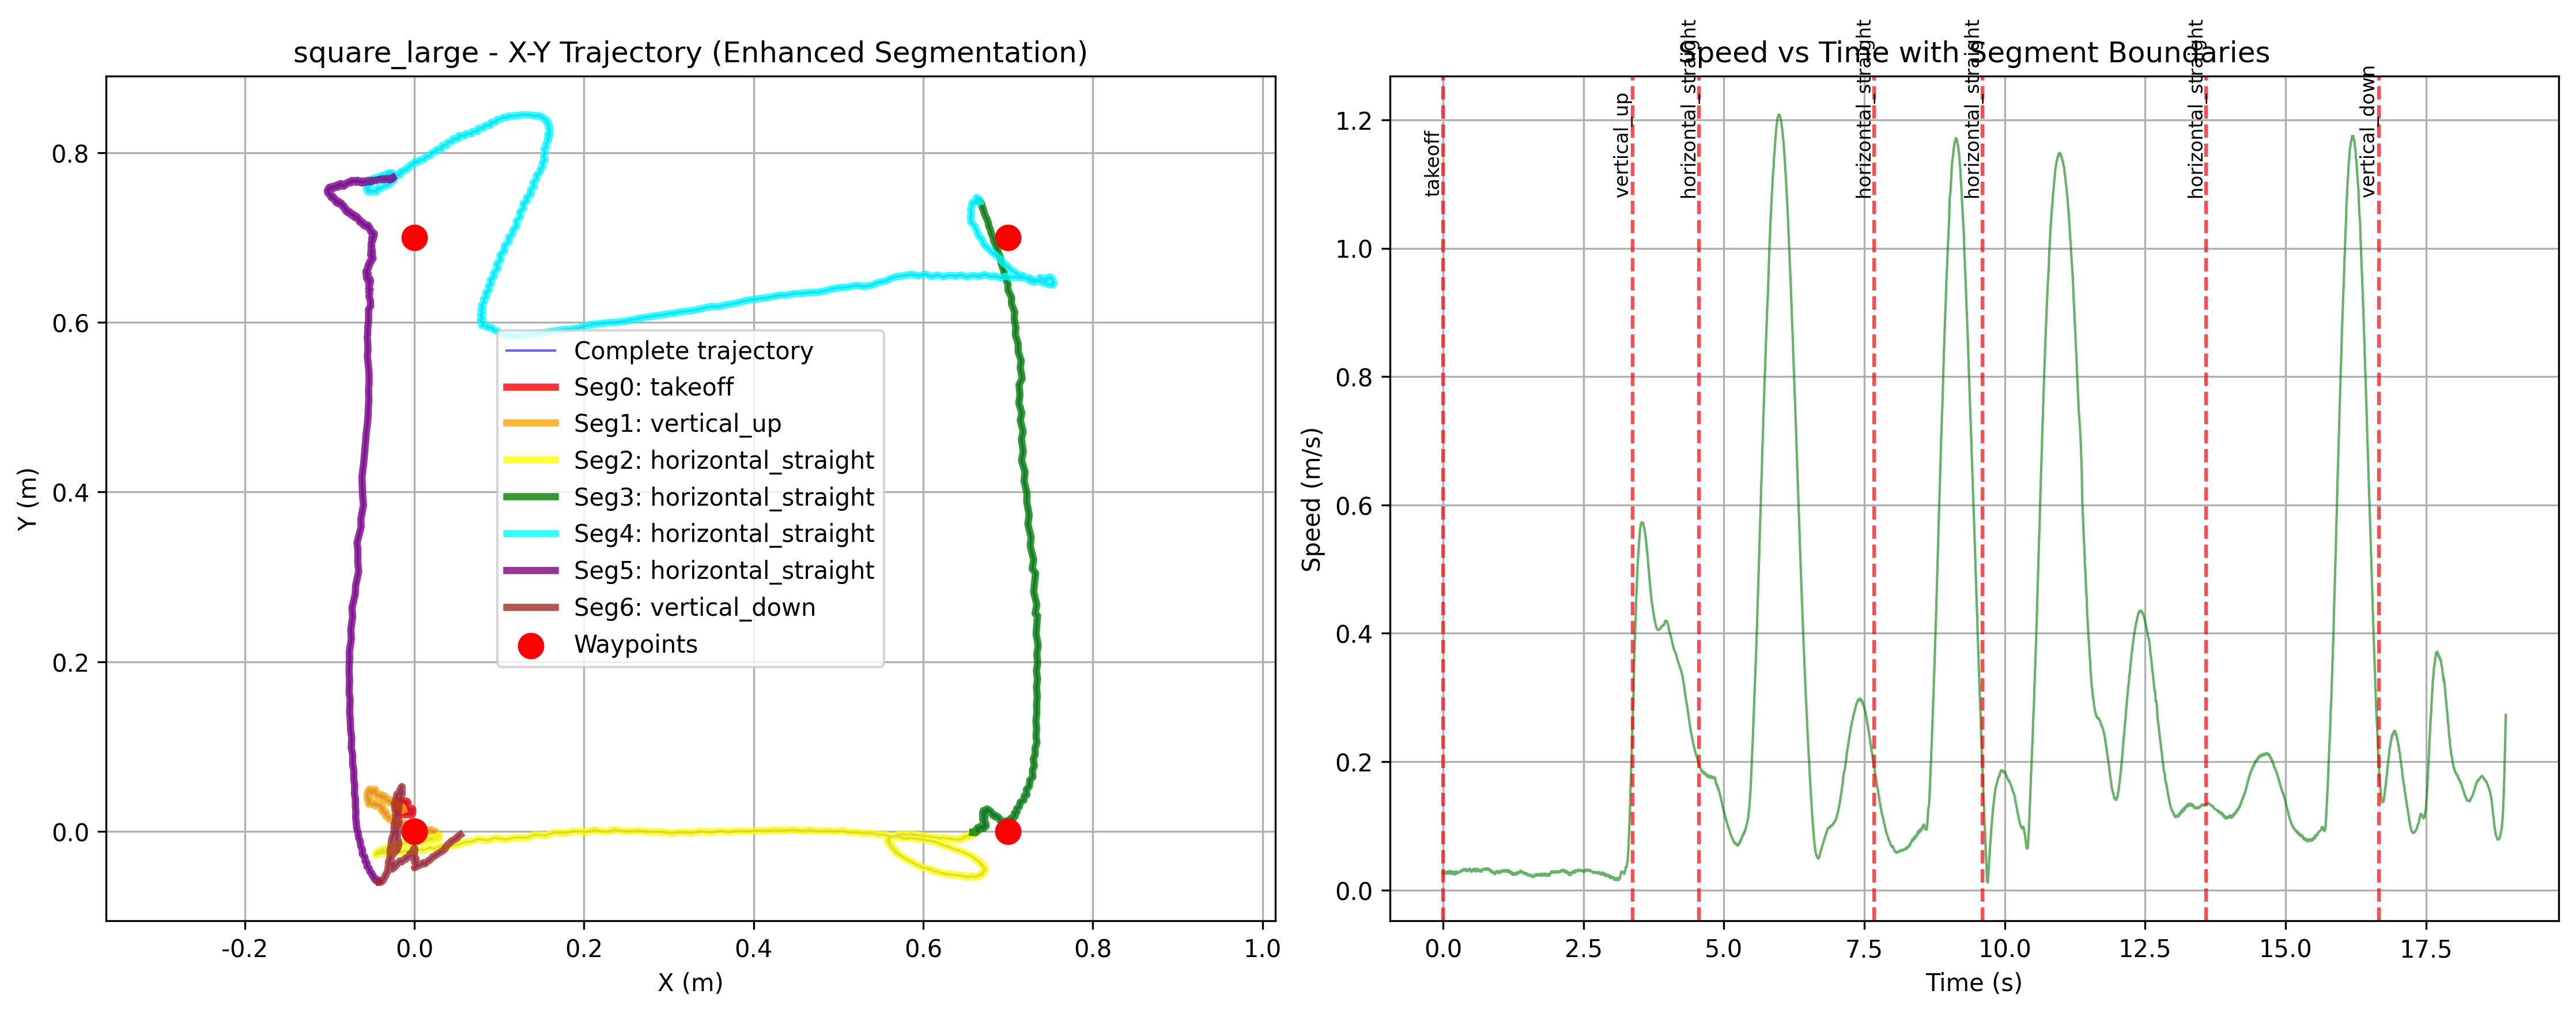 square_large - X-Y Trajectory (Enhanced Segmentation)
Y (m)
0.8
0.6
0.4
0.2
0.0
-0.2
0.0
0.2
0.4
0.6
0.8
1.0
X (m)
Complete trajectory
Seg0: takeoff
Seg1: vertical_up
Seg2: horizontal_straight
Seg3: horizontal_straight
Seg4: horizontal_straight
Seg5: horizontal_straight
Seg6: vertical_down
Waypoints
Speed vs Time with Segment Boundaries
takeoff
vertical_up
horizontal_straight
horizontal_straight
horizontal_straight
horizontal_straight
vertical_down
Speed (m/s)
1.2
1.0
0.8
0.6
0.4
0.2
0.0
0.0
2.5
5.0
7.5
10.0
12.5
15.0
17.5
Time (s)